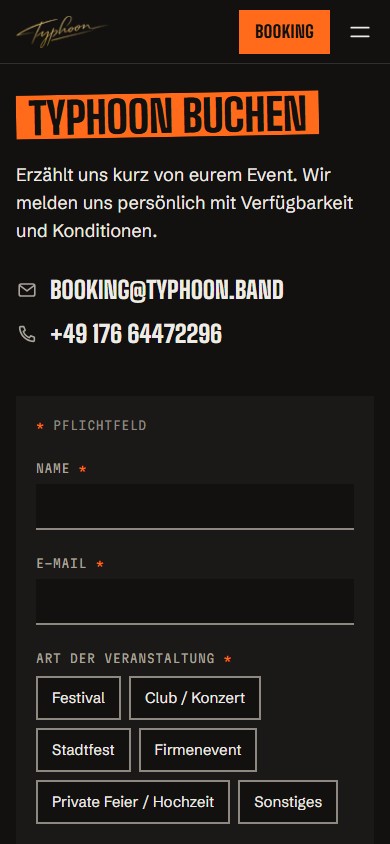 Typhoon
BOOKING
TYPHOON BUCHEN
Erzählt uns kurz von eurem Event. Wir
melden uns persönlich mit Verfügbarkeit
und Konditionen.
BOOKING@TYPHOON.BAND
+49 176 64472296
* PFLICHTFELD
NAME *
E-MAIL *
ART DER VERANSTALTUNG *
Festival
Club / Konzert
Stadtfest
Firmenevent
Private Feier / Hochzeit
Sonstiges